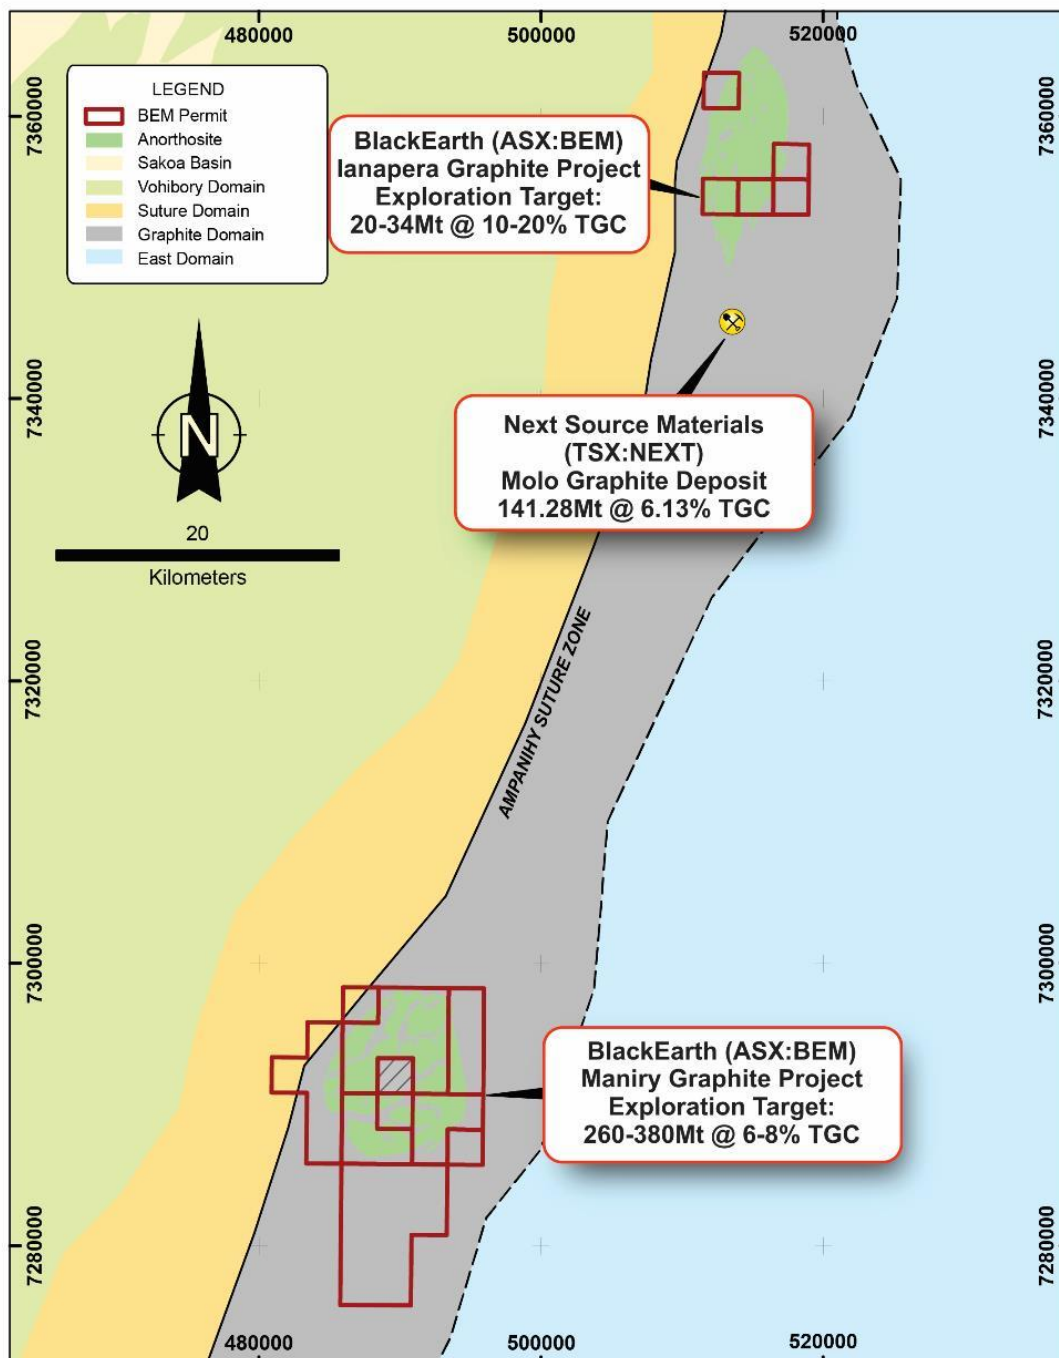 480000
500000
520000
LEGEND
BEM Permit
Anorthosite
Sakoa Basin
Vohibory Domain
Suture Domain
Graphite Domain
East Domain
7360000
7360000
BlackEarth (ASX:BEM)
Ianapera Graphite Project
Exploration Target:
20-34Mt @ 10-20% TGC
N
20
Kilometers
7340000
7340000
Next Source Materials
(TSX:NEXT)
Molo Graphite Deposit
141.28Mt @ 6.13% TGC
AMPANIHY SUTURE ZONE
7320000
7320000
7300000
7300000
BlackEarth (ASX:BEM)
Maniry Graphite Project
Exploration Target:
260-380Mt @ 6-8% TGC
7280000
7280000
480000
500000
520000